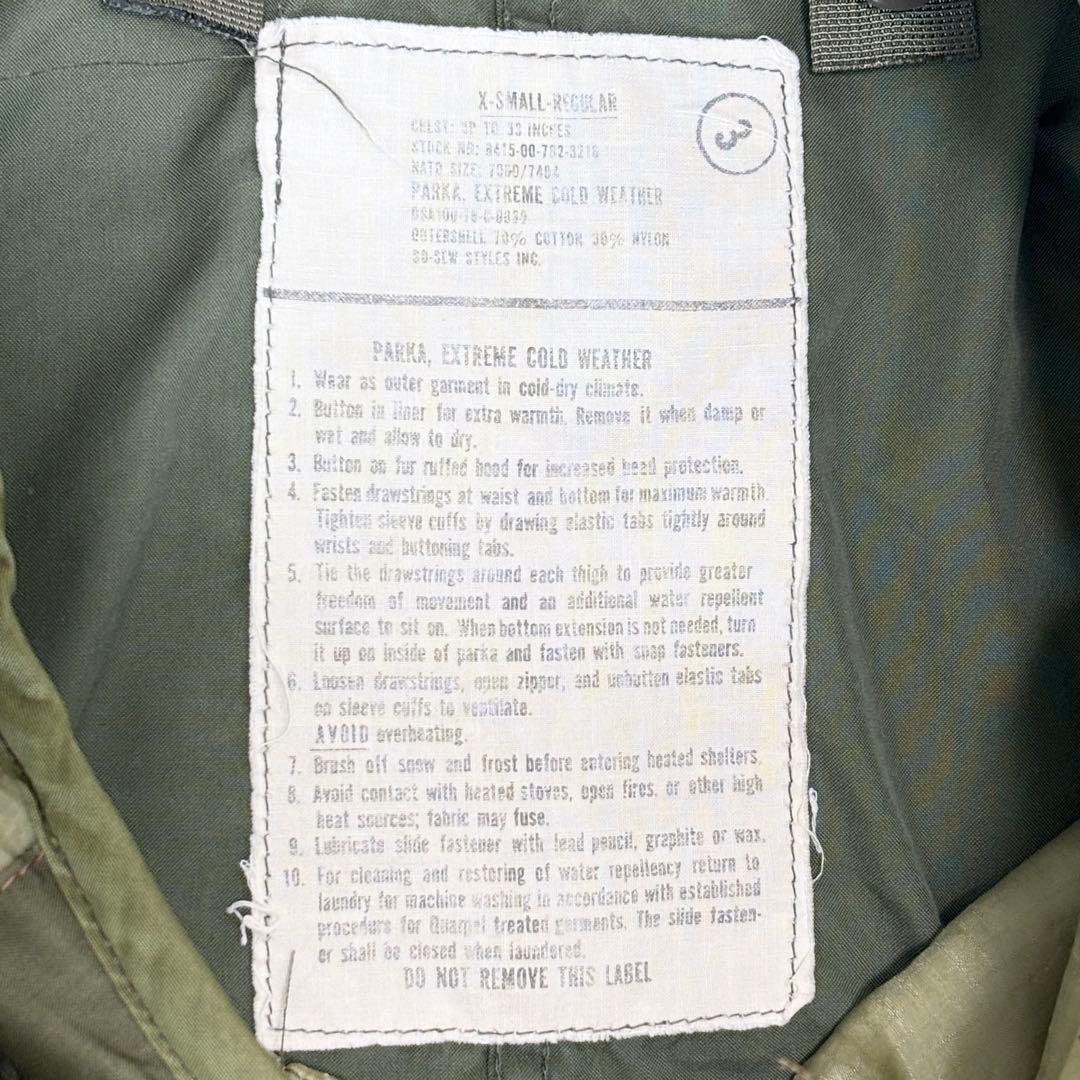 X-SMALL-REGULAR
3
CHEST: UP TO 33 INCHES
STOCK NO: 8415-00-782-3216
NATO SIZE:
PARKA, EXTREME COLD WEATHER
OUTERSHELL 70% COTTON 30% NYLON
SO-SEW STYLES INC.
PARKA, EXTREME COLD WEATHER
1. Wear as outer garment in cold-dry climate.
2. Button in liner for extra warmth. Remove it when damp or
wet and allow to dry.
3. Button on fur ruffed hood for increased head protection.
4. Fasten drawstrings at waist and bottom for maximum warmth.
Tighten sleeve cuffs by drawing elastic tabs tightly around
wrists and buttoning tabs.
5. Tie the drawstrings around each thigh to provide greater
freedom of movement and an additional water repellent
surface to sit on. When bottom extension is not needed, turn
it up on inside of parka and fasten with snap fasteners.
6. Loosen drawstrings, open zipper, and unbutton elastic tabs
on sleeve cuffs to ventilate.
AVOID overheating.
7. Brush off snow and frost before entering heated shelters.
8. Avoid contact with heated stoves, open fires, or other high
heat sources; fabric may fuse.
9. Lubricate slide fastener with lead pencil, graphite or wax.
10. For cleaning and restoring of water repellency return to
laundry for machine washing in accordance with established
procedure for Quarpel treated garments. The slide fasten-
er shall be closed when laundered.
DO NOT REMOVE THIS LABEL